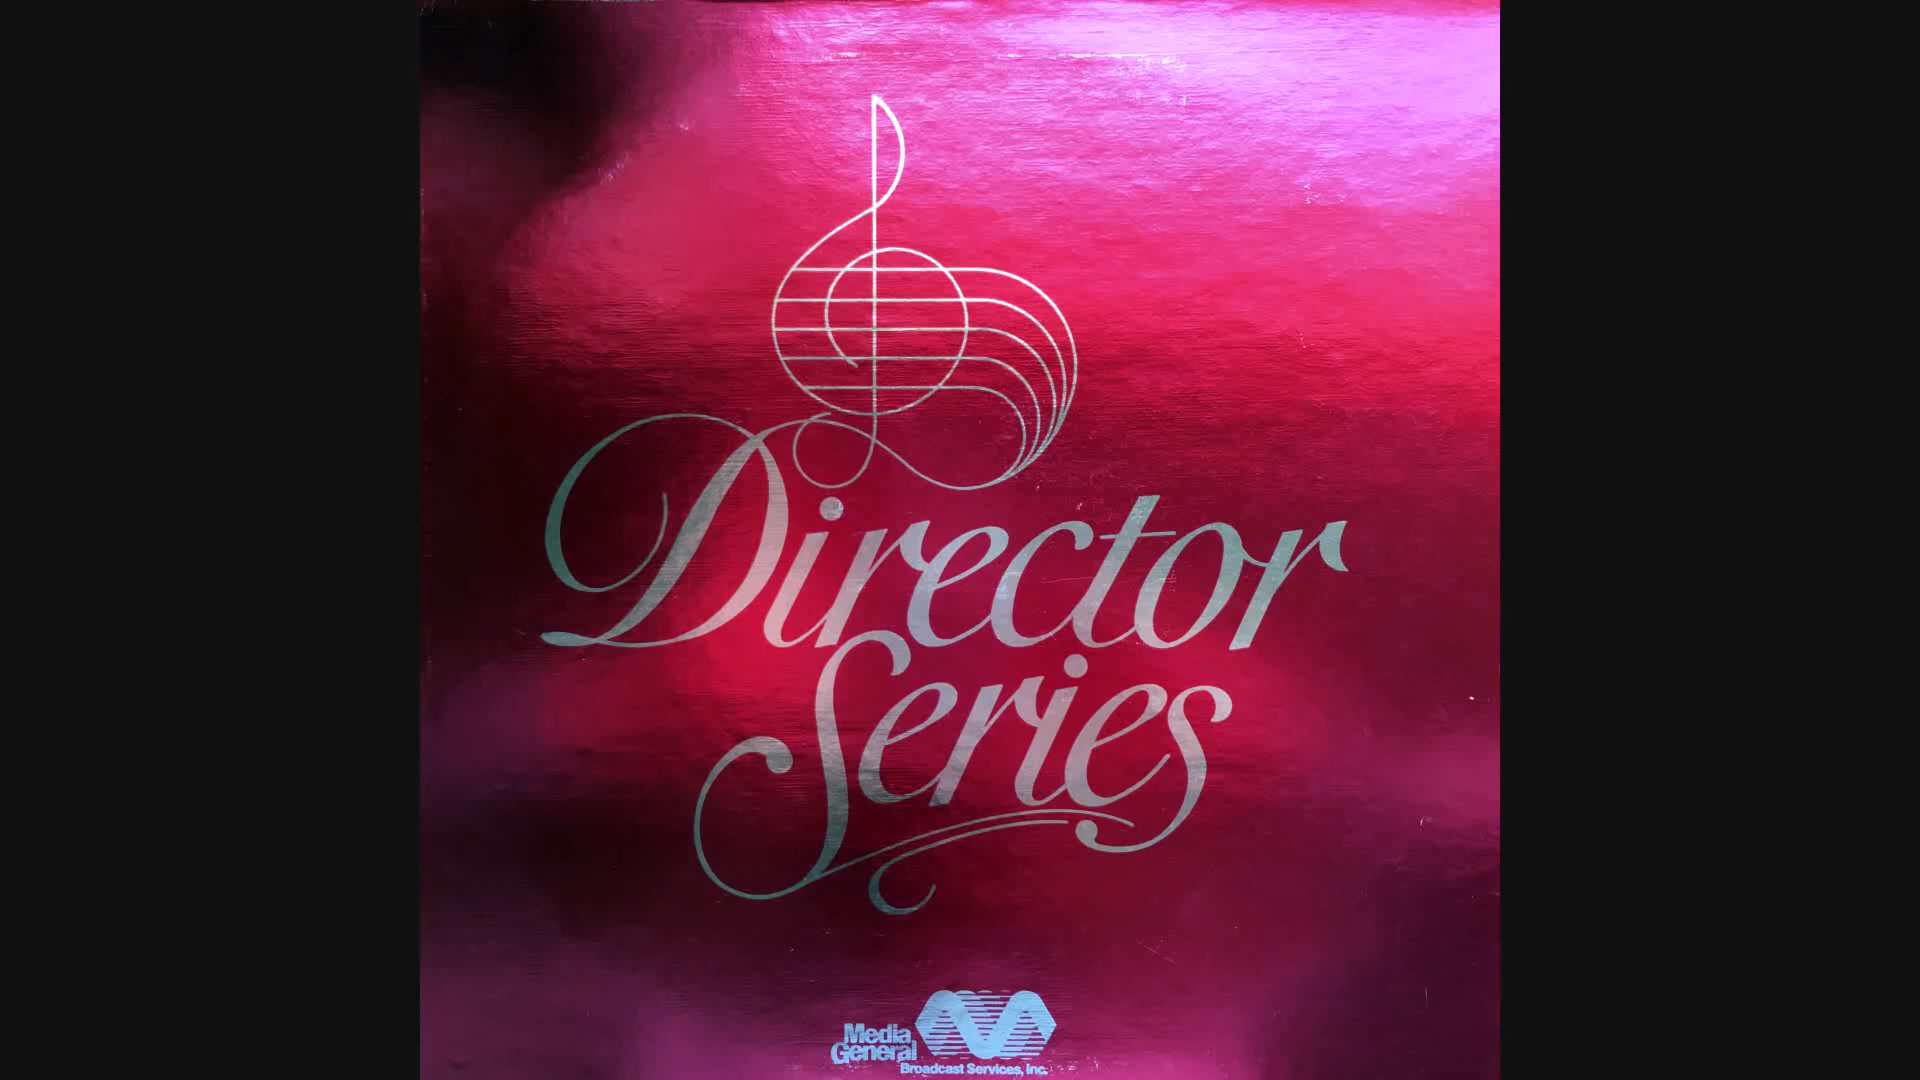 Director
Series
Media
General
Broadcast Services, Inc.